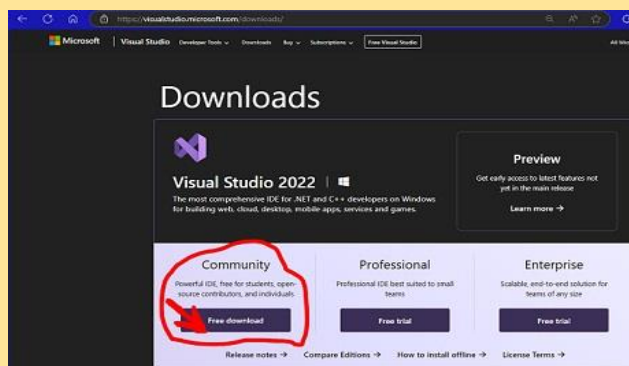 https://visualstudio.microsoft.com/downloads/
Microsoft | Visual Studio Developer Tools Downloads Buy Subscriptions Free Visual Studio
Downloads
Visual Studio 2022
The most comprehensive IDE for .NET and C++ developers on Windows
for building web, cloud, desktop, mobile apps, services and games.
Preview
Get early access to latest features not
yet in the main release
Learn more →
Community
Powerful IDE, free for students, open-
source contributors, and individuals
Free download
Professional
Professional IDE best suited to small
teams
Free trial
Enterprise
Scalable, end-to-end solution for
teams of any size
Free trial
Release notes → Compare Editions → How to install offline → License Terms →